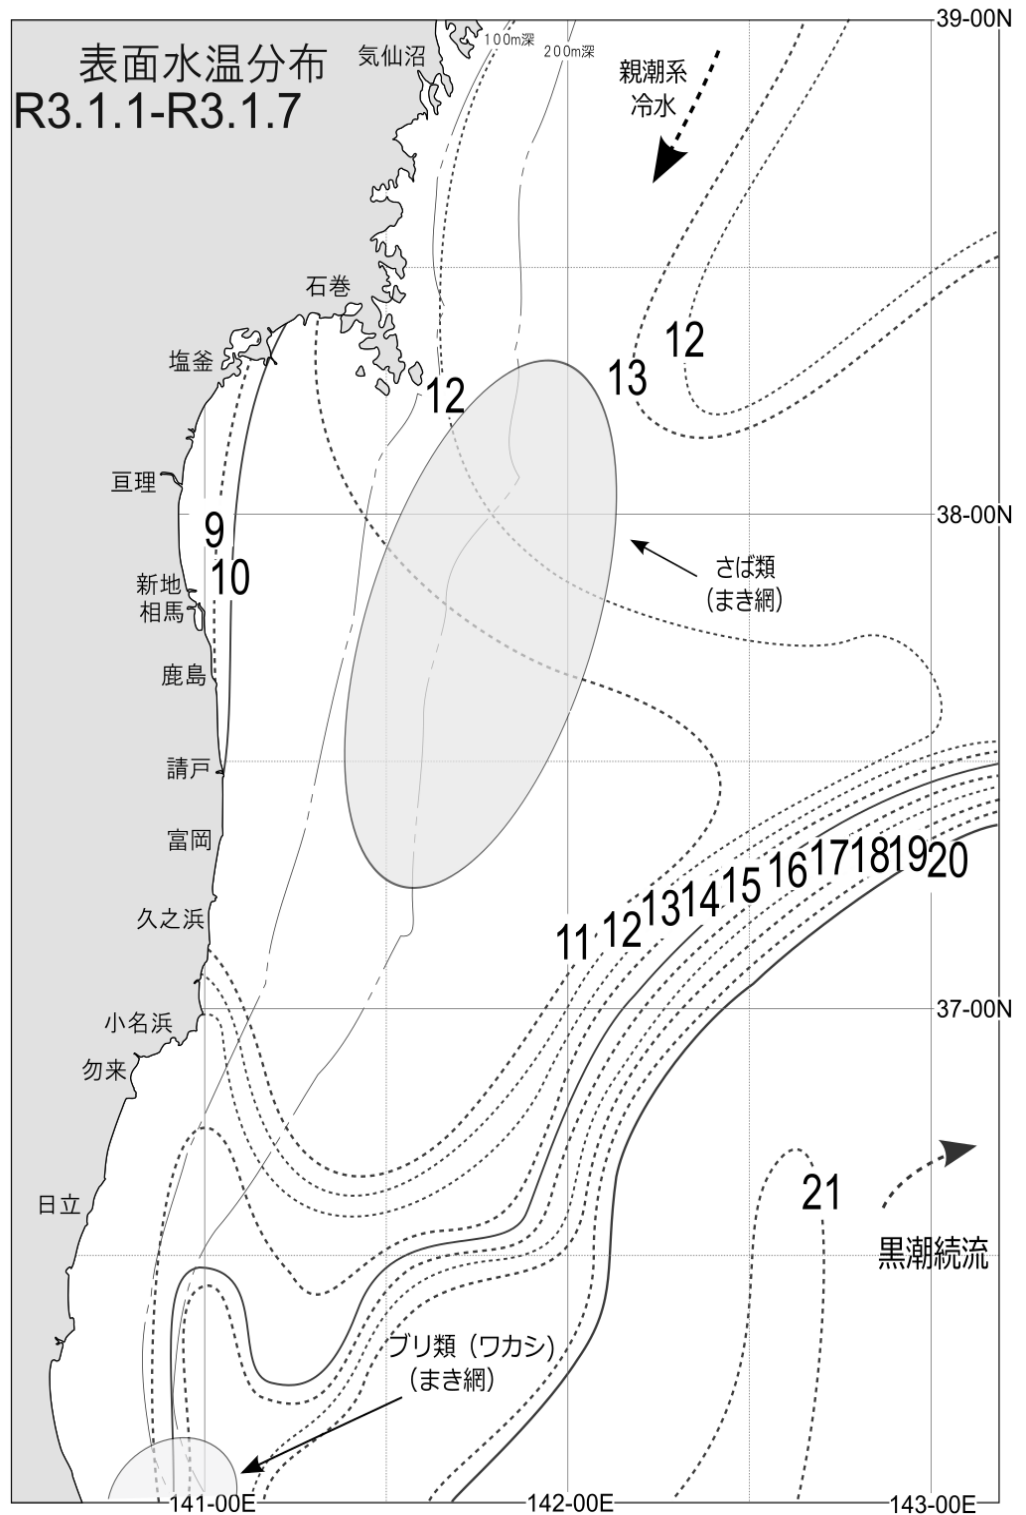 表面水温分布
R3.1.1-R3.1.7
気仙沼
100m深
200m深
39-00N
親潮系
冷水
石巻
塩釜
12
13
12
亘理
9
10
38-00N
さば類
(まき網)
新地
相馬
鹿島
請戸
富岡
久之浜
11 12 13 14 15 16 17 18 19 20
37-00N
小名浜
勿来
日立
21
黒潮続流
ブリ類 (ワカシ)
(まき網)
141-00E
142-00E
143-00E